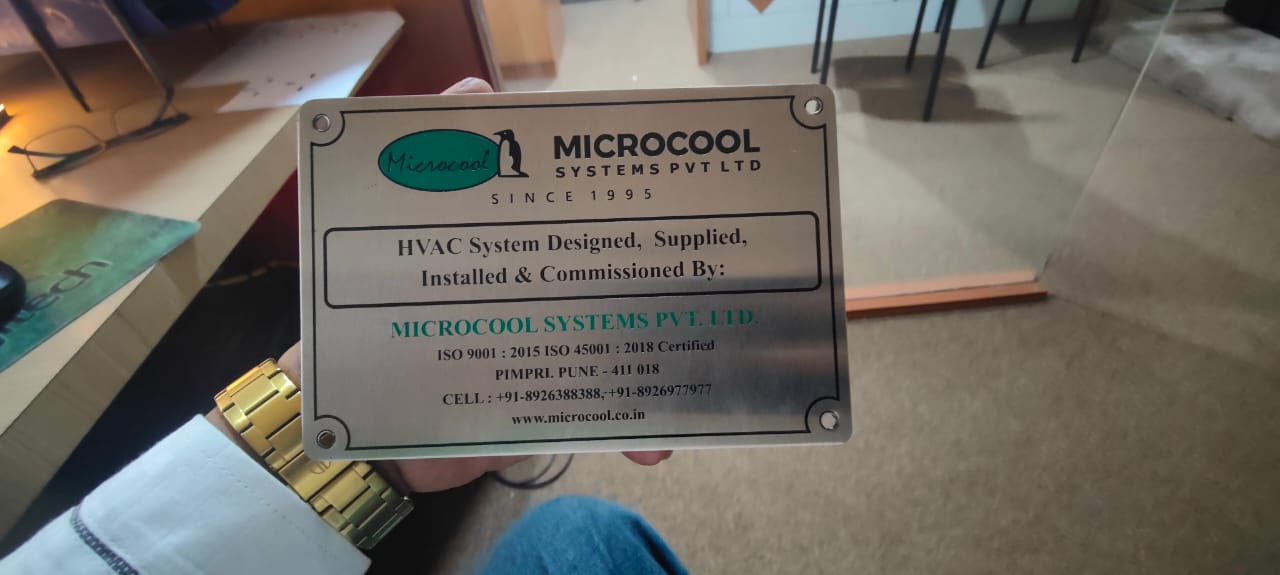 Microcool
MICROCOOL
SYSTEMS PVT LTD
SINCE 1995
HVAC System Designed, Supplied,
Installed & Commissioned By:
MICROCOOL SYSTEMS PVT. LTD.
ISO 9001 : 2015 ISO 45001 : 2018 Certified
PIMPRI. PUNE - 411 018
CELL : +91-8926388388, +91-8926977977
www.microcool.co.in